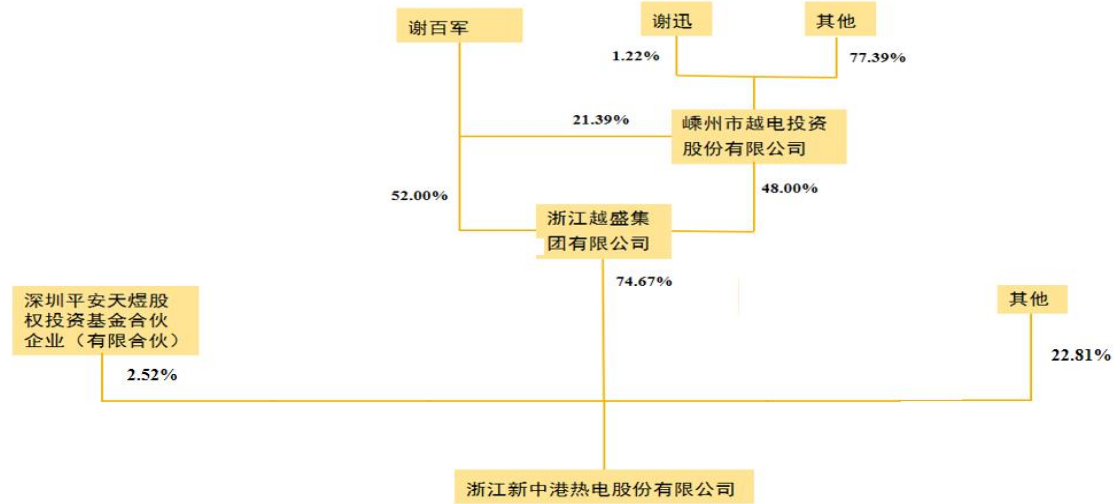 谢百军
谢迅
其他
1.22%
77.39%
21.39%
嵊州市越电投资
股份有限公司
52.00%
48.00%
浙江越盛集
团有限公司
74.67%
深圳平安天煜股
权投资基金合伙
企业（有限合伙）
其他
2.52%
22.81%
浙江新中港热电股份有限公司